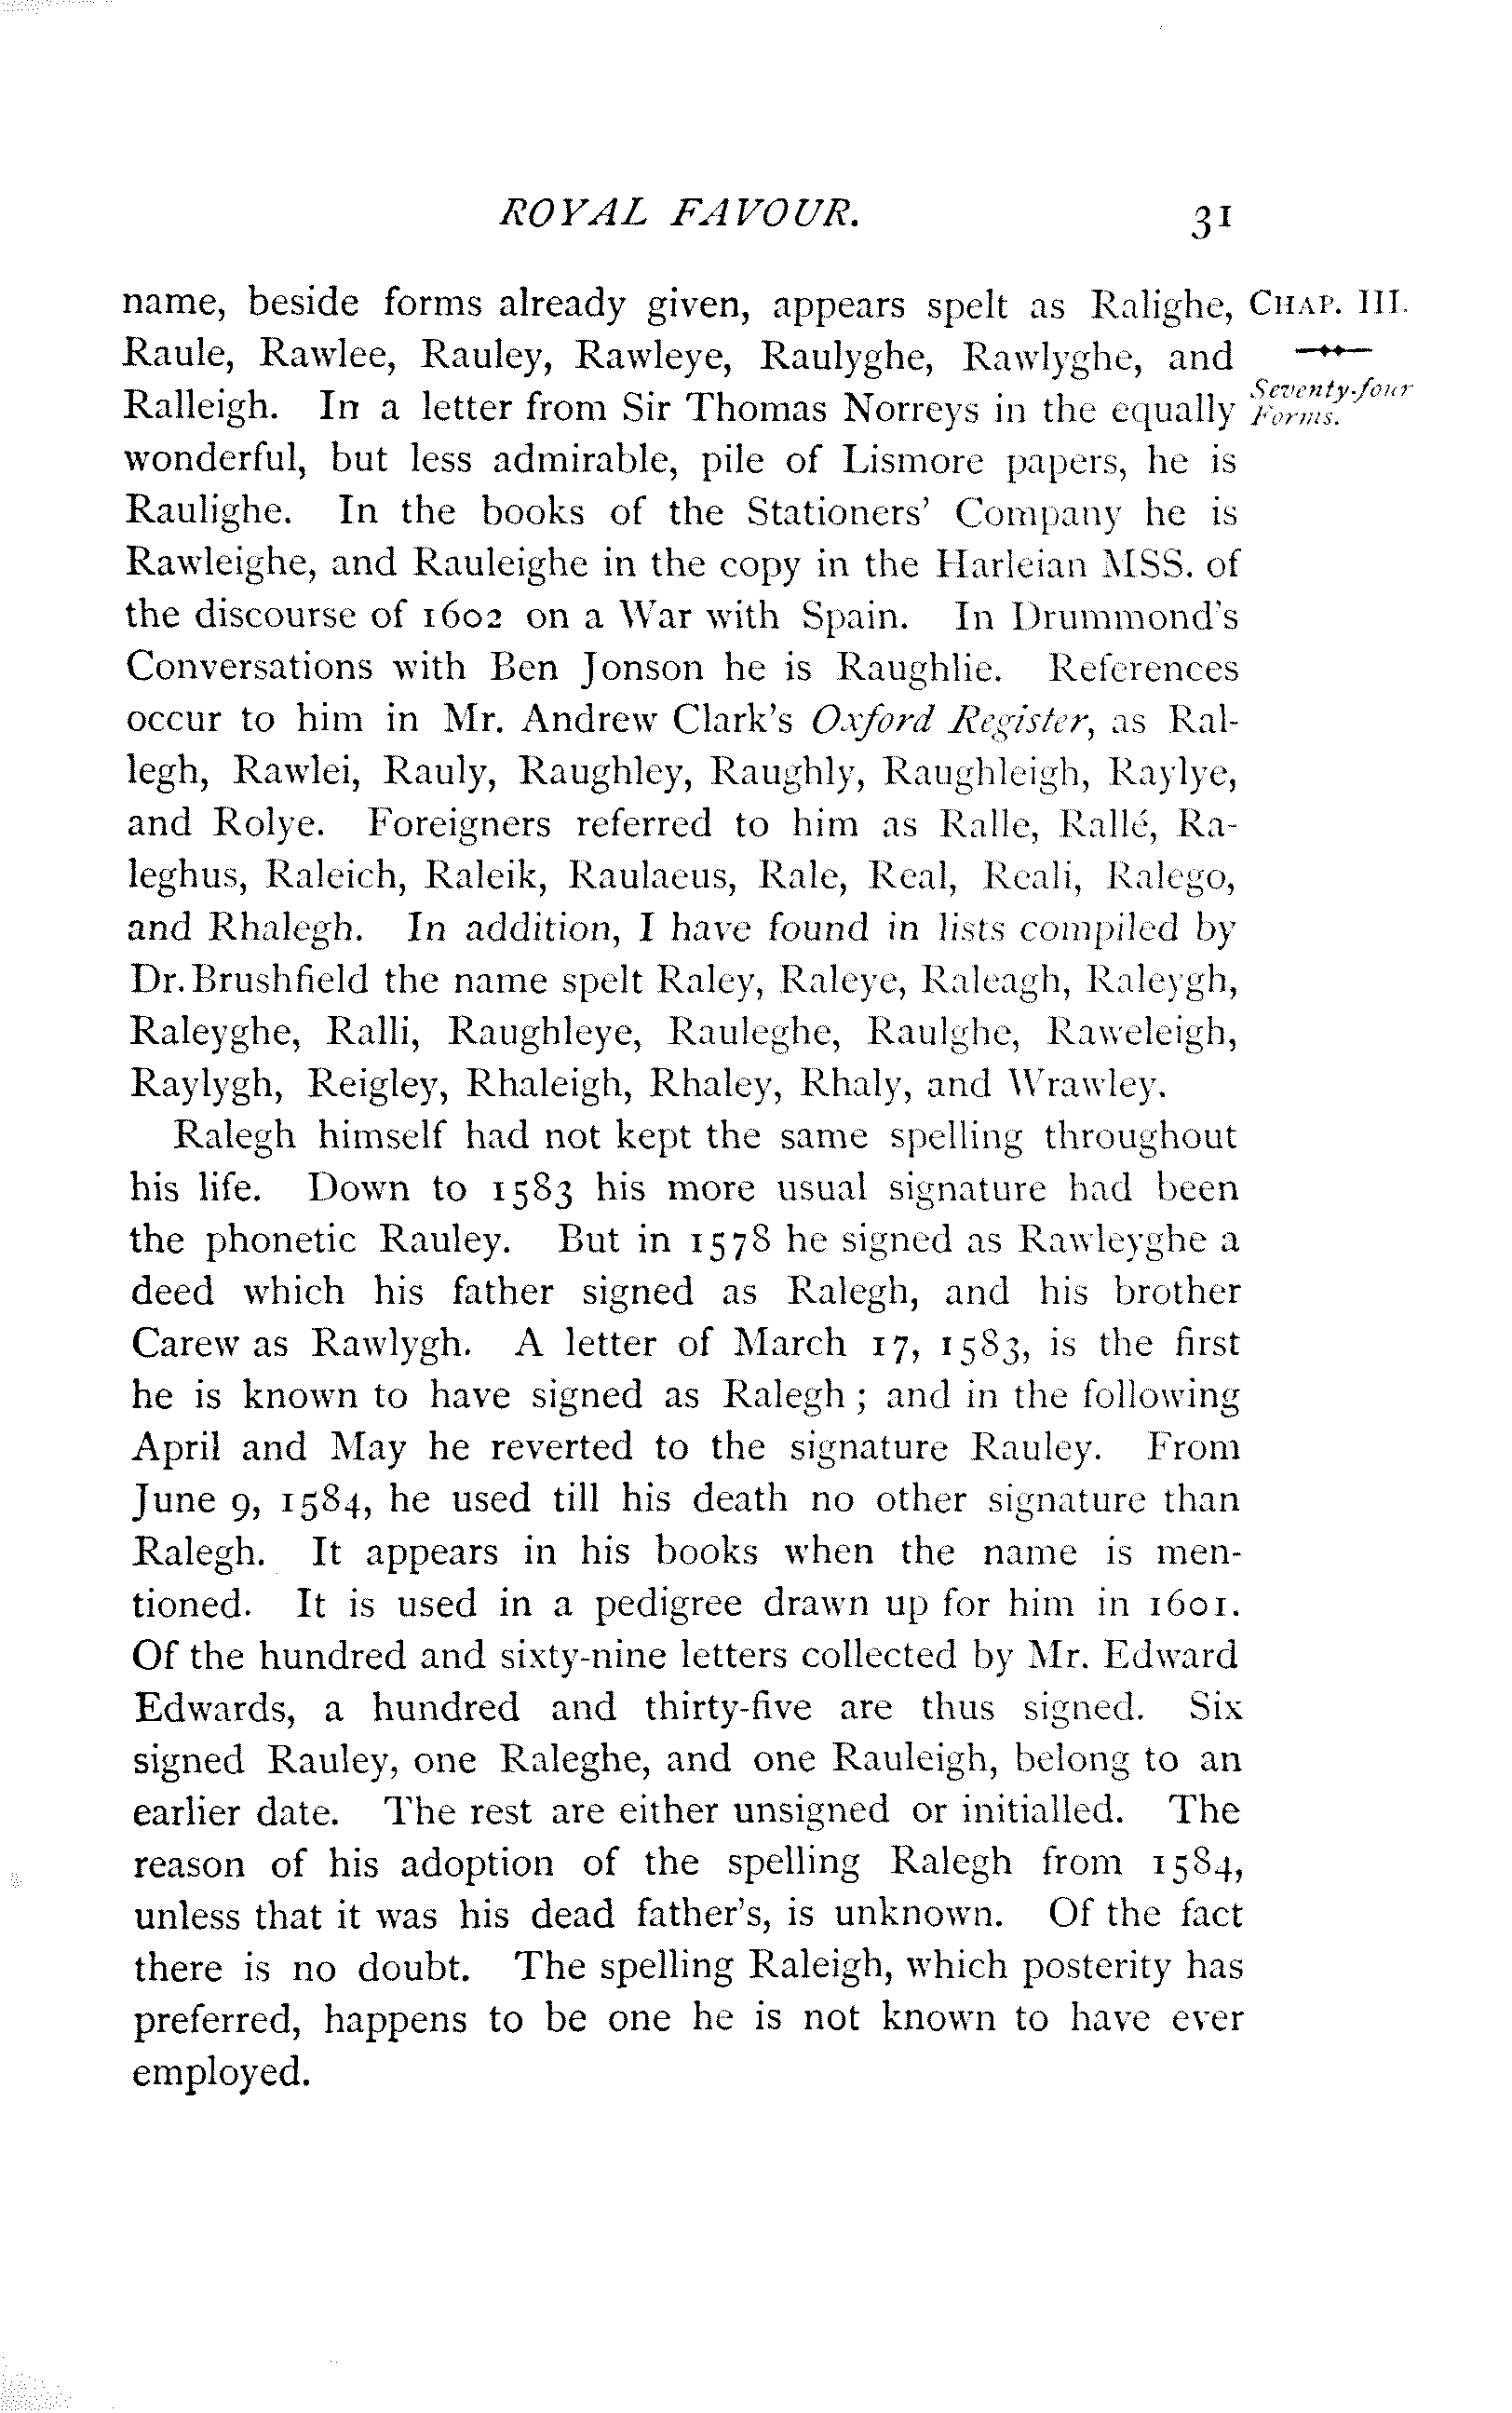 ROYAL FAVOUR. 31
name, beside forms already given, appears spelt as Ralighe,
CHAP. III.
Raule, Rawlee, Rauley, Rawleye, Raulyghe, Rawlyghe, and
Ralleigh. In a letter from Sir Thomas Norreys in the equally
Seventy-four
Forms.
wonderful, but less admirable, pile of Lismore papers, he is
Raulighe. In the books of the Stationers' Company he is
Rawleighe, and Rauleighe in the copy in the Harleian MSS. of
the discourse of 1602 on a War with Spain. In Drummond's
Conversations with Ben Jonson he is Raughlie. References
occur to him in Mr. Andrew Clark's Oxford Register, as Ral-
legh, Rawlei, Rauly, Raughley, Raughly, Raughleigh, Raylye,
and Rolye. Foreigners referred to him as Ralle, Rallé, Ra-
leghus, Raleich, Raleik, Raulaeus, Rale, Real, Reali, Ralego,
and Rhalegh. In addition, I have found in lists compiled by
Dr. Brushfield the name spelt Raley, Raleye, Raleagh, Raleygh,
Raleyghe, Ralli, Raughleye, Rauleghe, Raulghe, Raweleigh,
Raylygh, Reigley, Rhaleigh, Rhaley, Rhaly, and Wrawley.
Ralegh himself had not kept the same spelling throughout
his life. Down to 1583 his more usual signature had been
the phonetic Rauley. But in 1578 he signed as Rawleyghe a
deed which his father signed as Ralegh, and his brother
Carew as Rawlygh. A letter of March 17, 1583, is the first
he is known to have signed as Ralegh ; and in the following
April and May he reverted to the signature Rauley. From
June 9, 1584, he used till his death no other signature than
Ralegh. It appears in his books when the name is men-
tioned. It is used in a pedigree drawn up for him in 1601.
Of the hundred and sixty-nine letters collected by Mr. Edward
Edwards, a hundred and thirty-five are thus signed. Six
signed Rauley, one Raleghe, and one Rauleigh, belong to an
earlier date. The rest are either unsigned or initialled. The
reason of his adoption of the spelling Ralegh from 1584,
unless that it was his dead father's, is unknown. Of the fact
there is no doubt. The spelling Raleigh, which posterity has
preferred, happens to be one he is not known to have ever
employed.